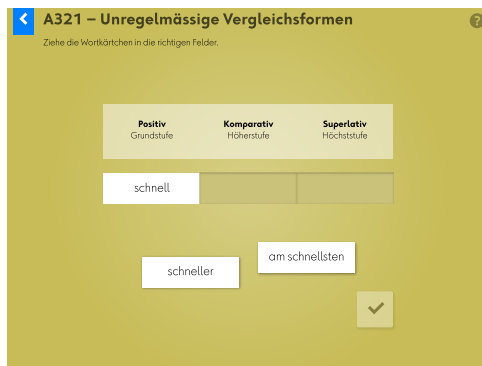 A321 – Unregelmässige Vergleichsformen
?
Ziehe die Wortkärtchen in die richtigen Felder.
Positiv Komparativ Superlativ
Grundstufe Höherstufe Höchststufe
schnell
am schnellsten
schneller